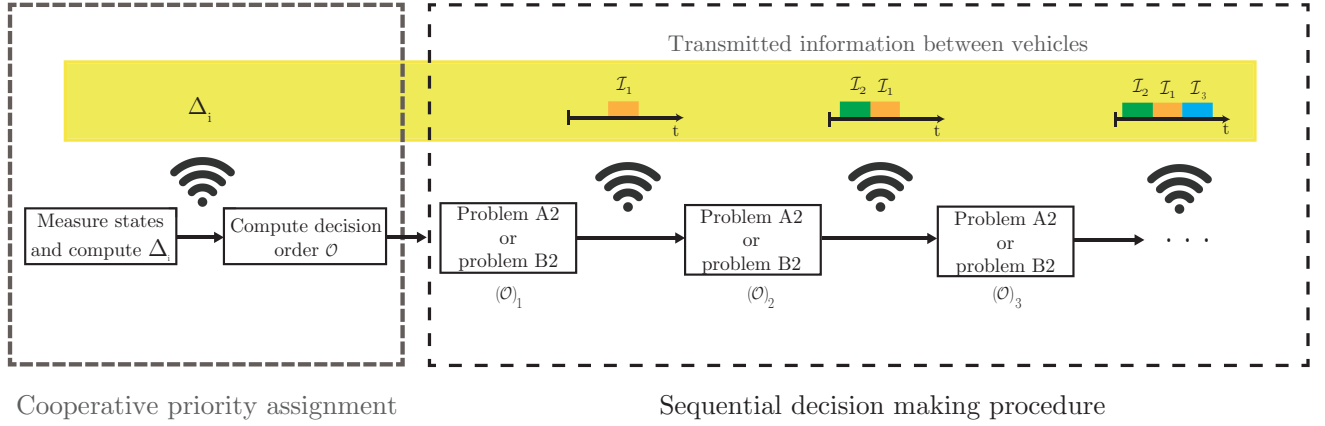 Transmitted information between vehicles
Δᵢ
ℐ₁
t
ℐ₂ ℐ₁
t
ℐ₂ ℐ₁ ℐ₃
t
Measure states
and compute Δᵢ
Compute decision
order 𝒪
Problem A2
or
problem B2
(𝒪)₁
Problem A2
or
problem B2
(𝒪)₂
Problem A2
or
problem B2
(𝒪)₃
· · ·
Cooperative priority assignment
Sequential decision making procedure